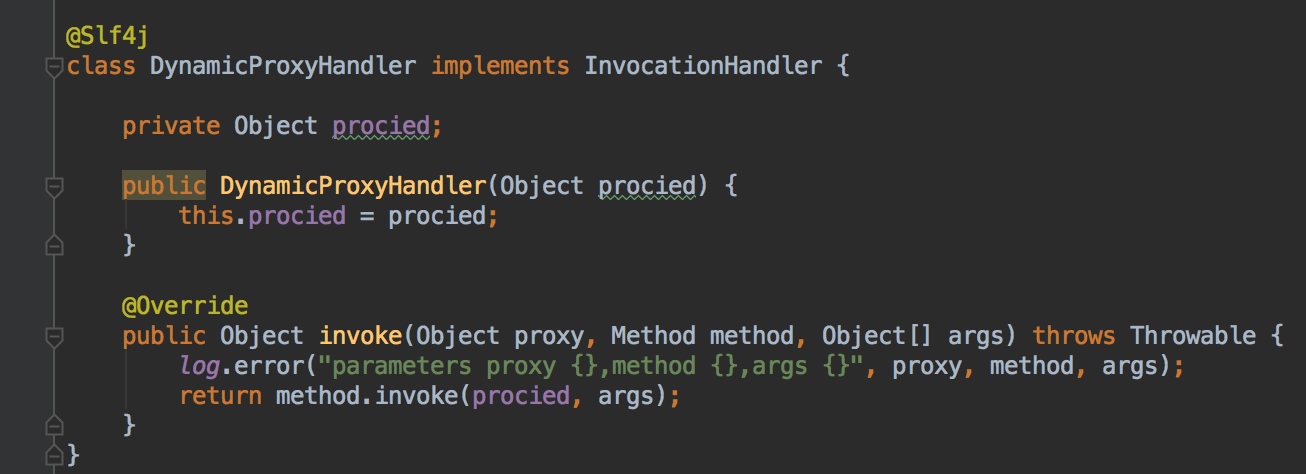 @Slf4j
class DynamicProxyHandler implements InvocationHandler {
private Object procied;
public DynamicProxyHandler(Object procied) {
this.procied = procied;
}
@Override
public Object invoke(Object proxy, Method method, Object[] args) throws Throwable {
log.error("parameters proxy {},method {},args {}", proxy, method, args);
return method.invoke(procied, args);
}
}